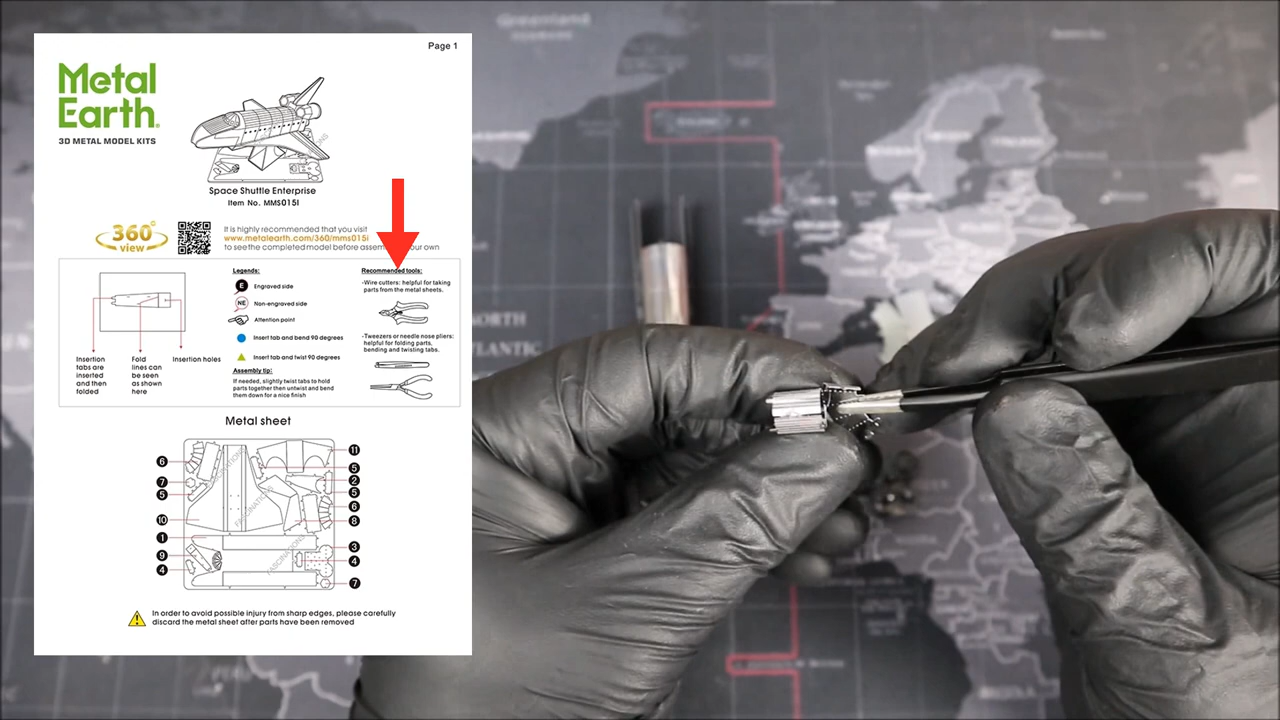 Page 1
Metal
Earth
3D METAL MODEL KITS
Space Shuttle Enterprise
Item No. MMS015I
360°
view
It is highly recommended that you visit
www.metalearth.com/360/mms015i
to see the completed model before your own
Legends:
E Engraved side
NE Non-engraved side
Attention point
Insert tab and bend 90 degrees
Insert tab and twist 90 degrees
Assembly tip:
If needed, slightly twist tabs to hold
parts together then untwist and bend
them down for a nice finish
Recommended tools:
-Wire cutters: helpful for taking
parts from the metal sheets.
-Tweezers or needle nose pliers:
helpful for folding parts,
bending and twisting tabs.
Insertion
tabs are
inserted
and then
folded
Fold
lines can
be seen
as shown
here
Insertion holes
Metal sheet
6
7
5
10
1
9
4
11
5
2
5
6
8
3
4
7
FASCINATIONS
FASCINATIONS
FASCINATIONS
In order to avoid possible injury from sharp edges, please carefully
discard the metal sheet after parts have been removed
Greenland
NORTH
ATLANTIC